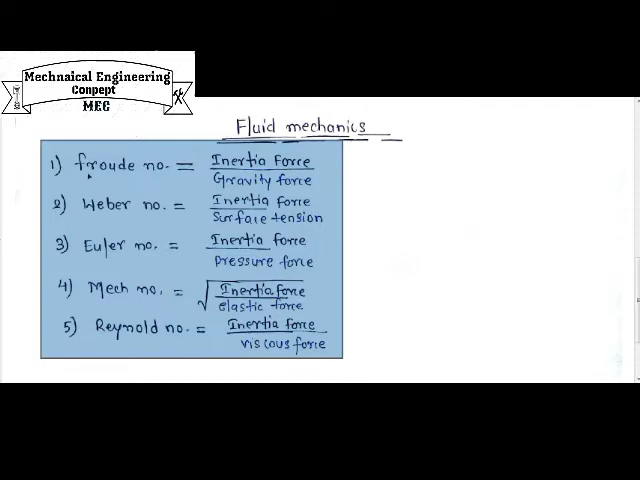 Mechnaical Engineering
Conpept
MEC
Fluid mechanics
1) Froude no. = Inertia Force
Gravity force
2) Weber no. = Inertia force
Surface tension
3) Euler no. = Inertia force
pressure force
4) Mech no. = √ Inertia force
elastic force
5) Reynold no. = Inertia force
viscous force